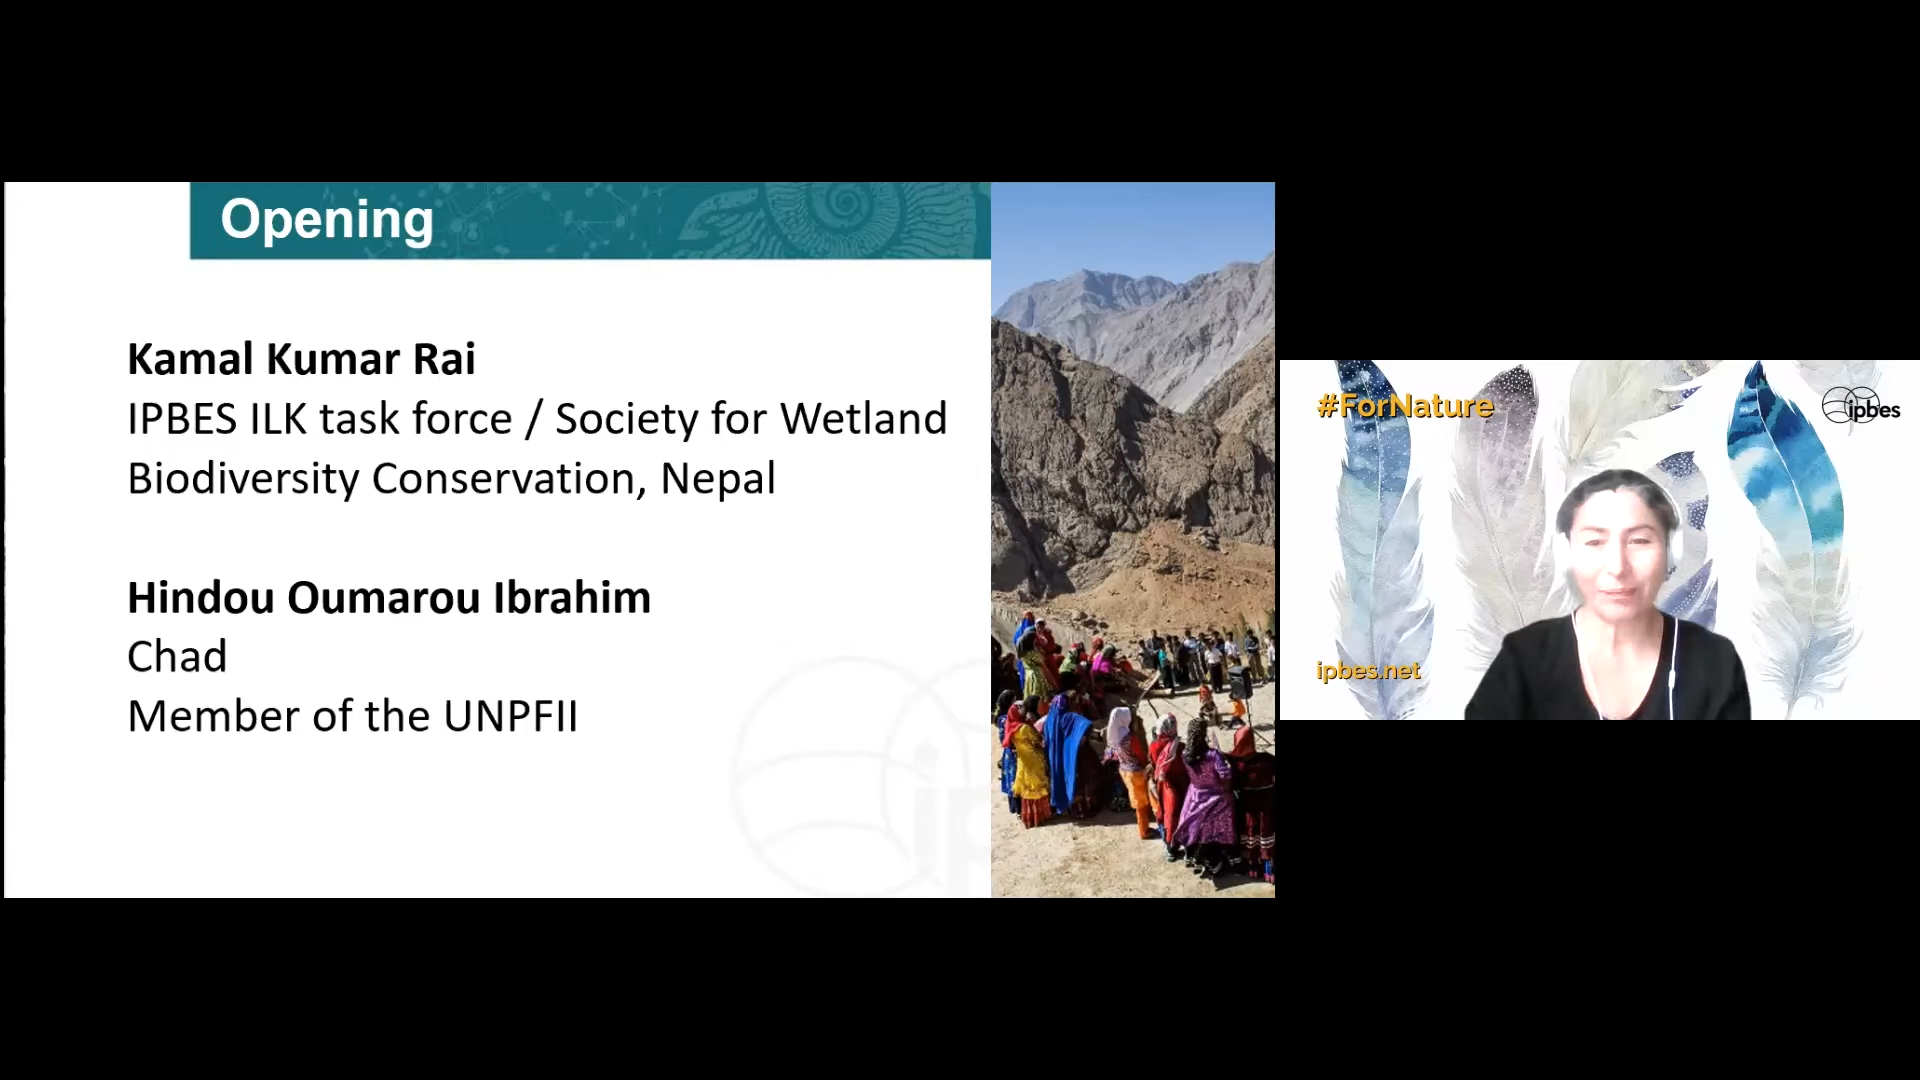 Opening
Kamal Kumar Rai
IPBES ILK task force / Society for Wetland
Biodiversity Conservation, Nepal
Hindou Oumarou Ibrahim
Chad
Member of the UNPFII
ip
#ForNature
ipbes
ipbes.net